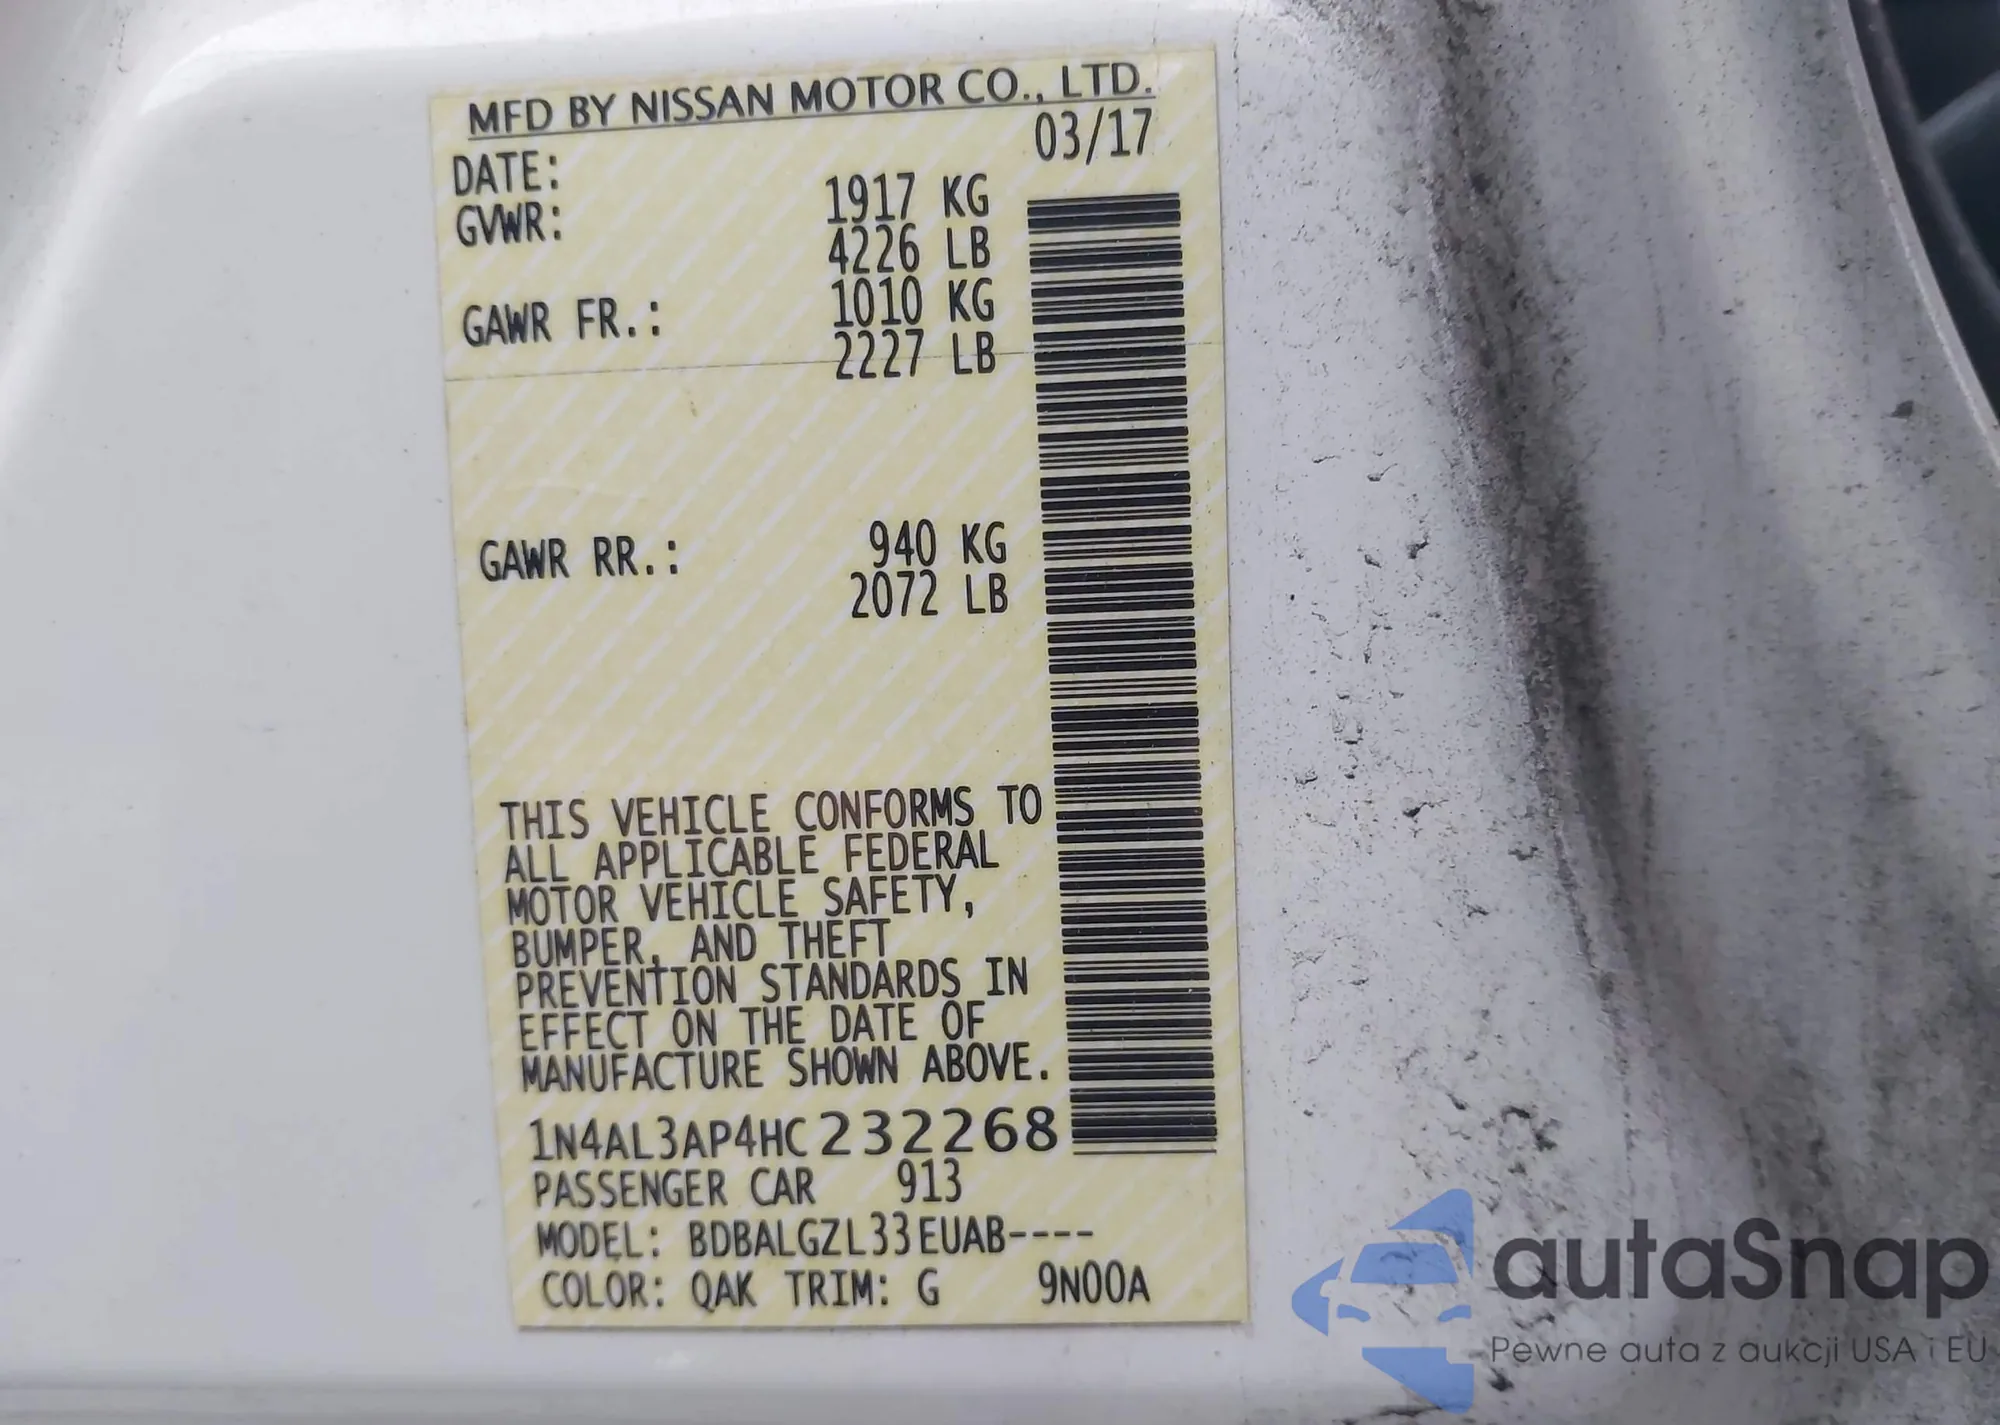 MFD BY NISSAN MOTOR CO., LTD.
DATE: 03/17
GVWR: 1917 KG
4226 LB
GAWR FR.: 1010 KG
2227 LB
GAWR RR.: 940 KG
2072 LB
THIS VEHICLE CONFORMS TO
ALL APPLICABLE FEDERAL
MOTOR VEHICLE SAFETY,
BUMPER, AND THEFT
PREVENTION STANDARDS IN
EFFECT ON THE DATE OF
MANUFACTURE SHOWN ABOVE.
1N4AL3AP4HC232268
PASSENGER CAR 913
MODEL: BDBALGZL33EUAB----
COLOR: QAK TRIM: G 9N00A
autaSnap
Pewne auta z aukcji USA i EU